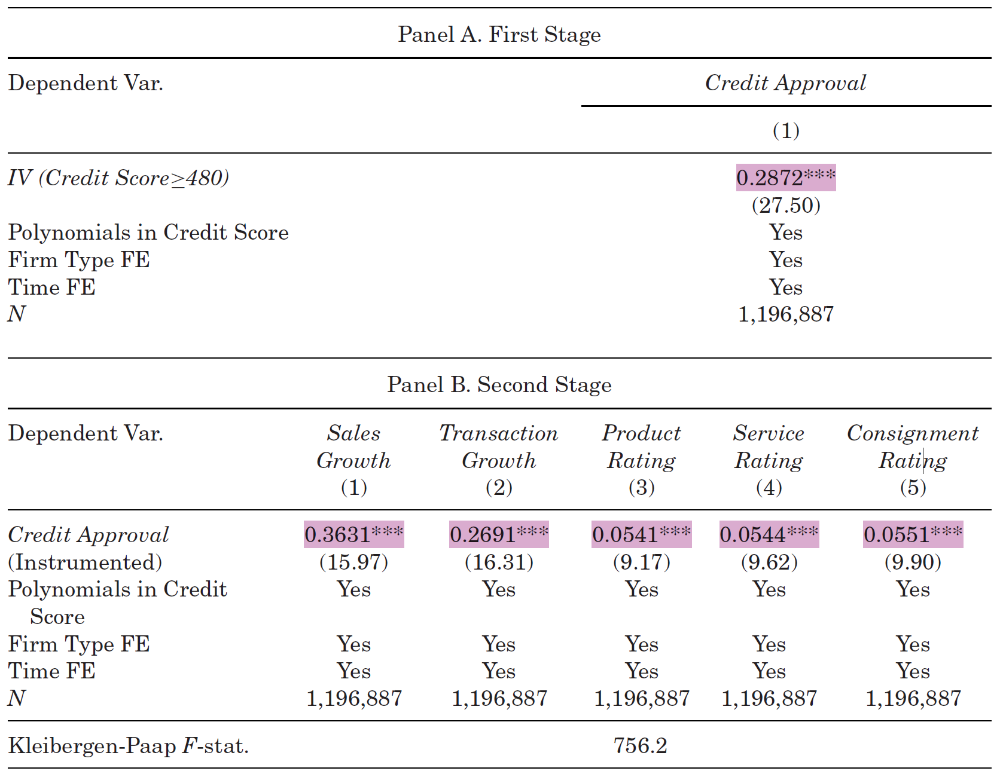 Panel A. First Stage
Dependent Var. Credit Approval
(1)
IV (Credit Score≥480) 0.2872***
(27.50)
Polynomials in Credit Score Yes
Firm Type FE Yes
Time FE Yes
N 1,196,887
Panel B. Second Stage
Dependent Var. Sales Transaction Product Service Consignment
Growth Growth Rating Rating Rating
(1) (2) (3) (4) (5)
Credit Approval 0.3631*** 0.2691*** 0.0541*** 0.0544*** 0.0551***
(Instrumented) (15.97) (16.31) (9.17) (9.62) (9.90)
Polynomials in Credit Yes Yes Yes Yes Yes
Score
Firm Type FE Yes Yes Yes Yes Yes
Time FE Yes Yes Yes Yes Yes
N 1,196,887 1,196,887 1,196,887 1,196,887 1,196,887
Kleibergen-Paap F-stat. 756.2